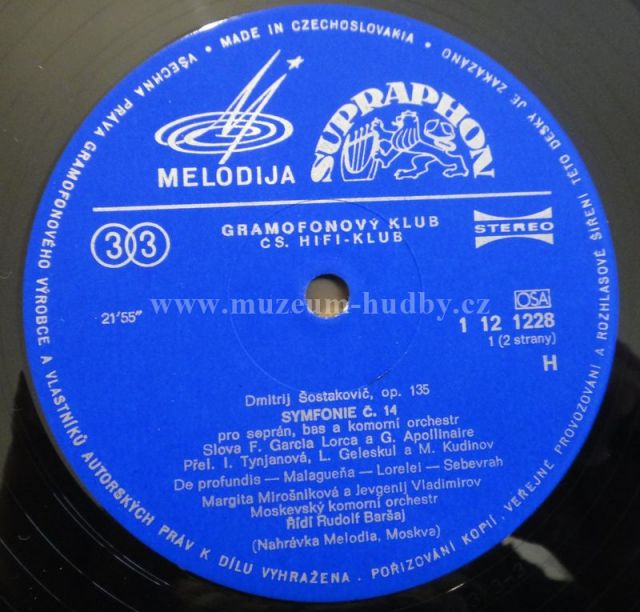 VŠECHNA PRÁVA GRAMOFONOVÉHO VÝROBCE A VLASTNÍKŮ AUTORSKÝCH PRÁV K DÍLU VYHRAŽENA. POŘIZOVÁNÍ KOPIÍ, VEŘEJNÉ PROVOZOVÁNÍ A ROZHLASOVÉ ŠÍŘENÍ TÉTO DESKY JE ZAKÁZÁNO • MADE IN CZECHOSLOVAKIA •
MELODIJA
SUPRAPHON
33
GRAMOFONOVÝ KLUB
ČS. HIFI-KLUB
STEREO
www.muzeum-hudby.cz
21'55"
OSA
1 12 1228
1 (2 strany)
H
Dmitrij Šostakovič, op. 135
SYMFONIE Č. 14
pro soprán, bas a komorní orchestr
Slova F. García Lorca a G. Apollinaire
Přel. I. Tynjanová, L. Geleskul a M. Kudinov
De profundis — Malagueña — Lorelei — Sebevrah
Margita Mirošniková a Jevgenij Vladimirov
Moskevský komorní orchestr
Řídí Rudolf Baršaj
(Nahrávka Melodia, Moskva)